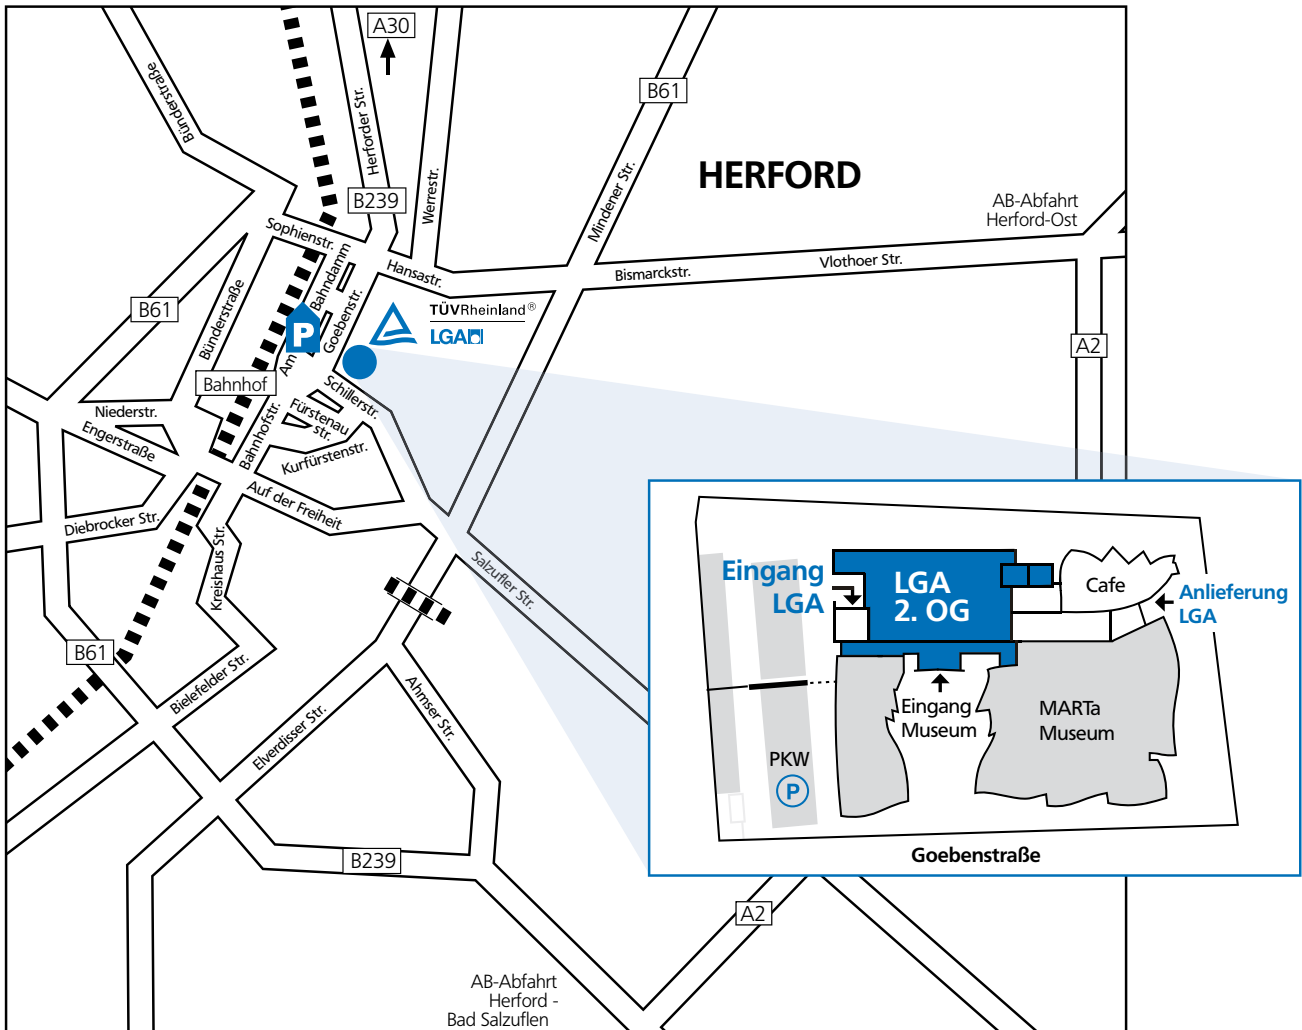 A30
Bünderstraße
B61
Herforder Str.
HERFORD
Mindener Str.
Werrestr.
B239
AB-Abfahrt
Herford-Ost
Sophienstr.
Hansastr.
Bismarckstr.
Vlothoer Str.
Am Bahndamm
Goebenstr.
B61
Bünderstraße
TÜVRheinland®
LGA
P
A2
Bahnhof
Schillerstr.
Niederstr.
Engerstraße
Bahnhofstr.
Fürstenau
str.
Kurfürstenstr.
Auf der Freiheit
Diebrocker Str.
Kreishaus Str.
Salzufler Str.
Eingang
LGA
LGA
2. OG
Cafe
Anlieferung
LGA
B61
Bielefelder Str.
Elverdisser Str.
Ahmser Str.
Eingang
Museum
MARTa
Museum
PKW
P
Goebenstraße
B239
A2
AB-Abfahrt
Herford -
Bad Salzuflen